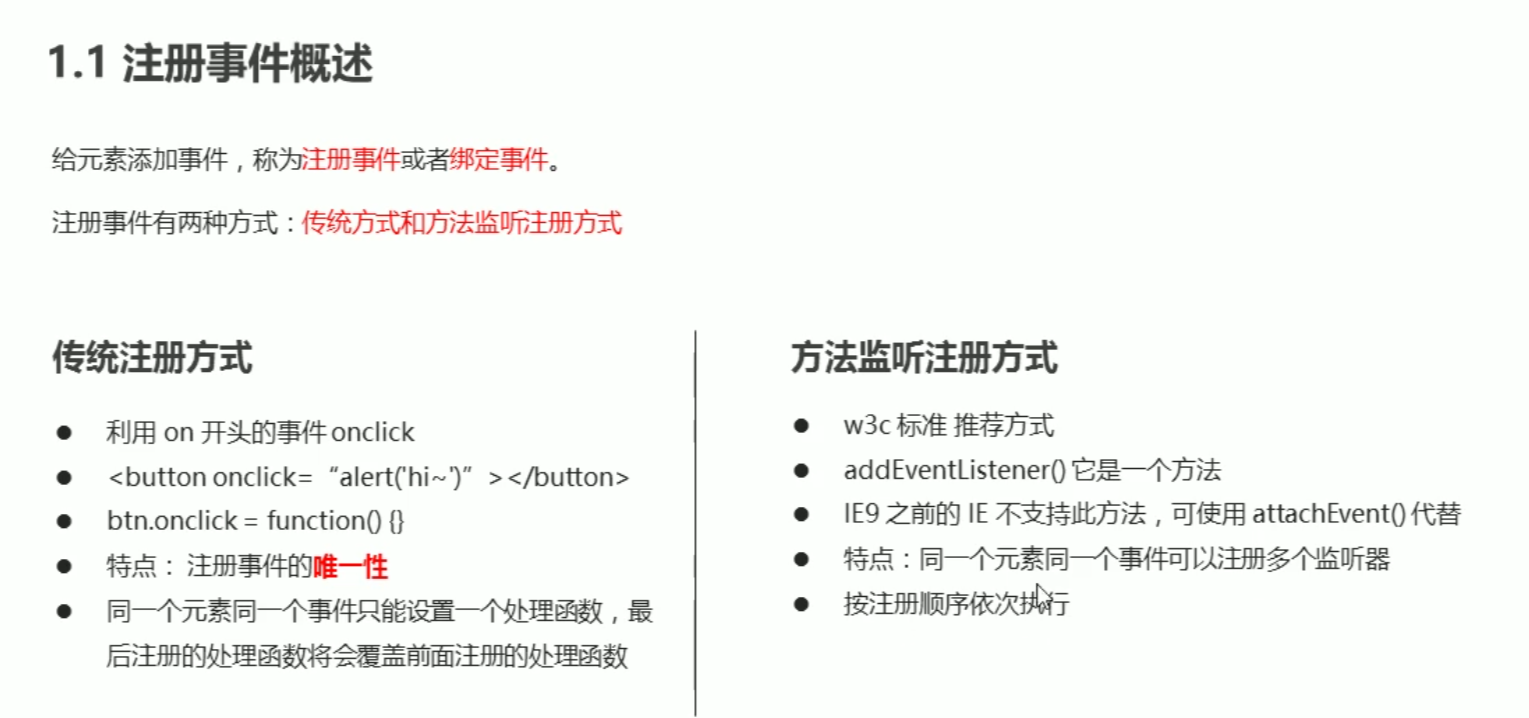 1.1 注册事件概述
给元素添加事件，称为注册事件或者绑定事件。
注册事件有两种方式：传统方式和方法监听注册方式
传统注册方式
● 利用 on 开头的事件 onclick
● <button onclick= “alert('hi~')” ></button>
● btn.onclick = function() {}
● 特点： 注册事件的唯一性
● 同一个元素同一个事件只能设置一个处理函数，最
后注册的处理函数将会覆盖前面注册的处理函数
方法监听注册方式
● w3c 标准 推荐方式
● addEventListener() 它是一个方法
● IE9 之前的 IE 不支持此方法，可使用 attachEvent() 代替
● 特点：同一个元素同一个事件可以注册多个监听器
● 按注册顺序依次执行